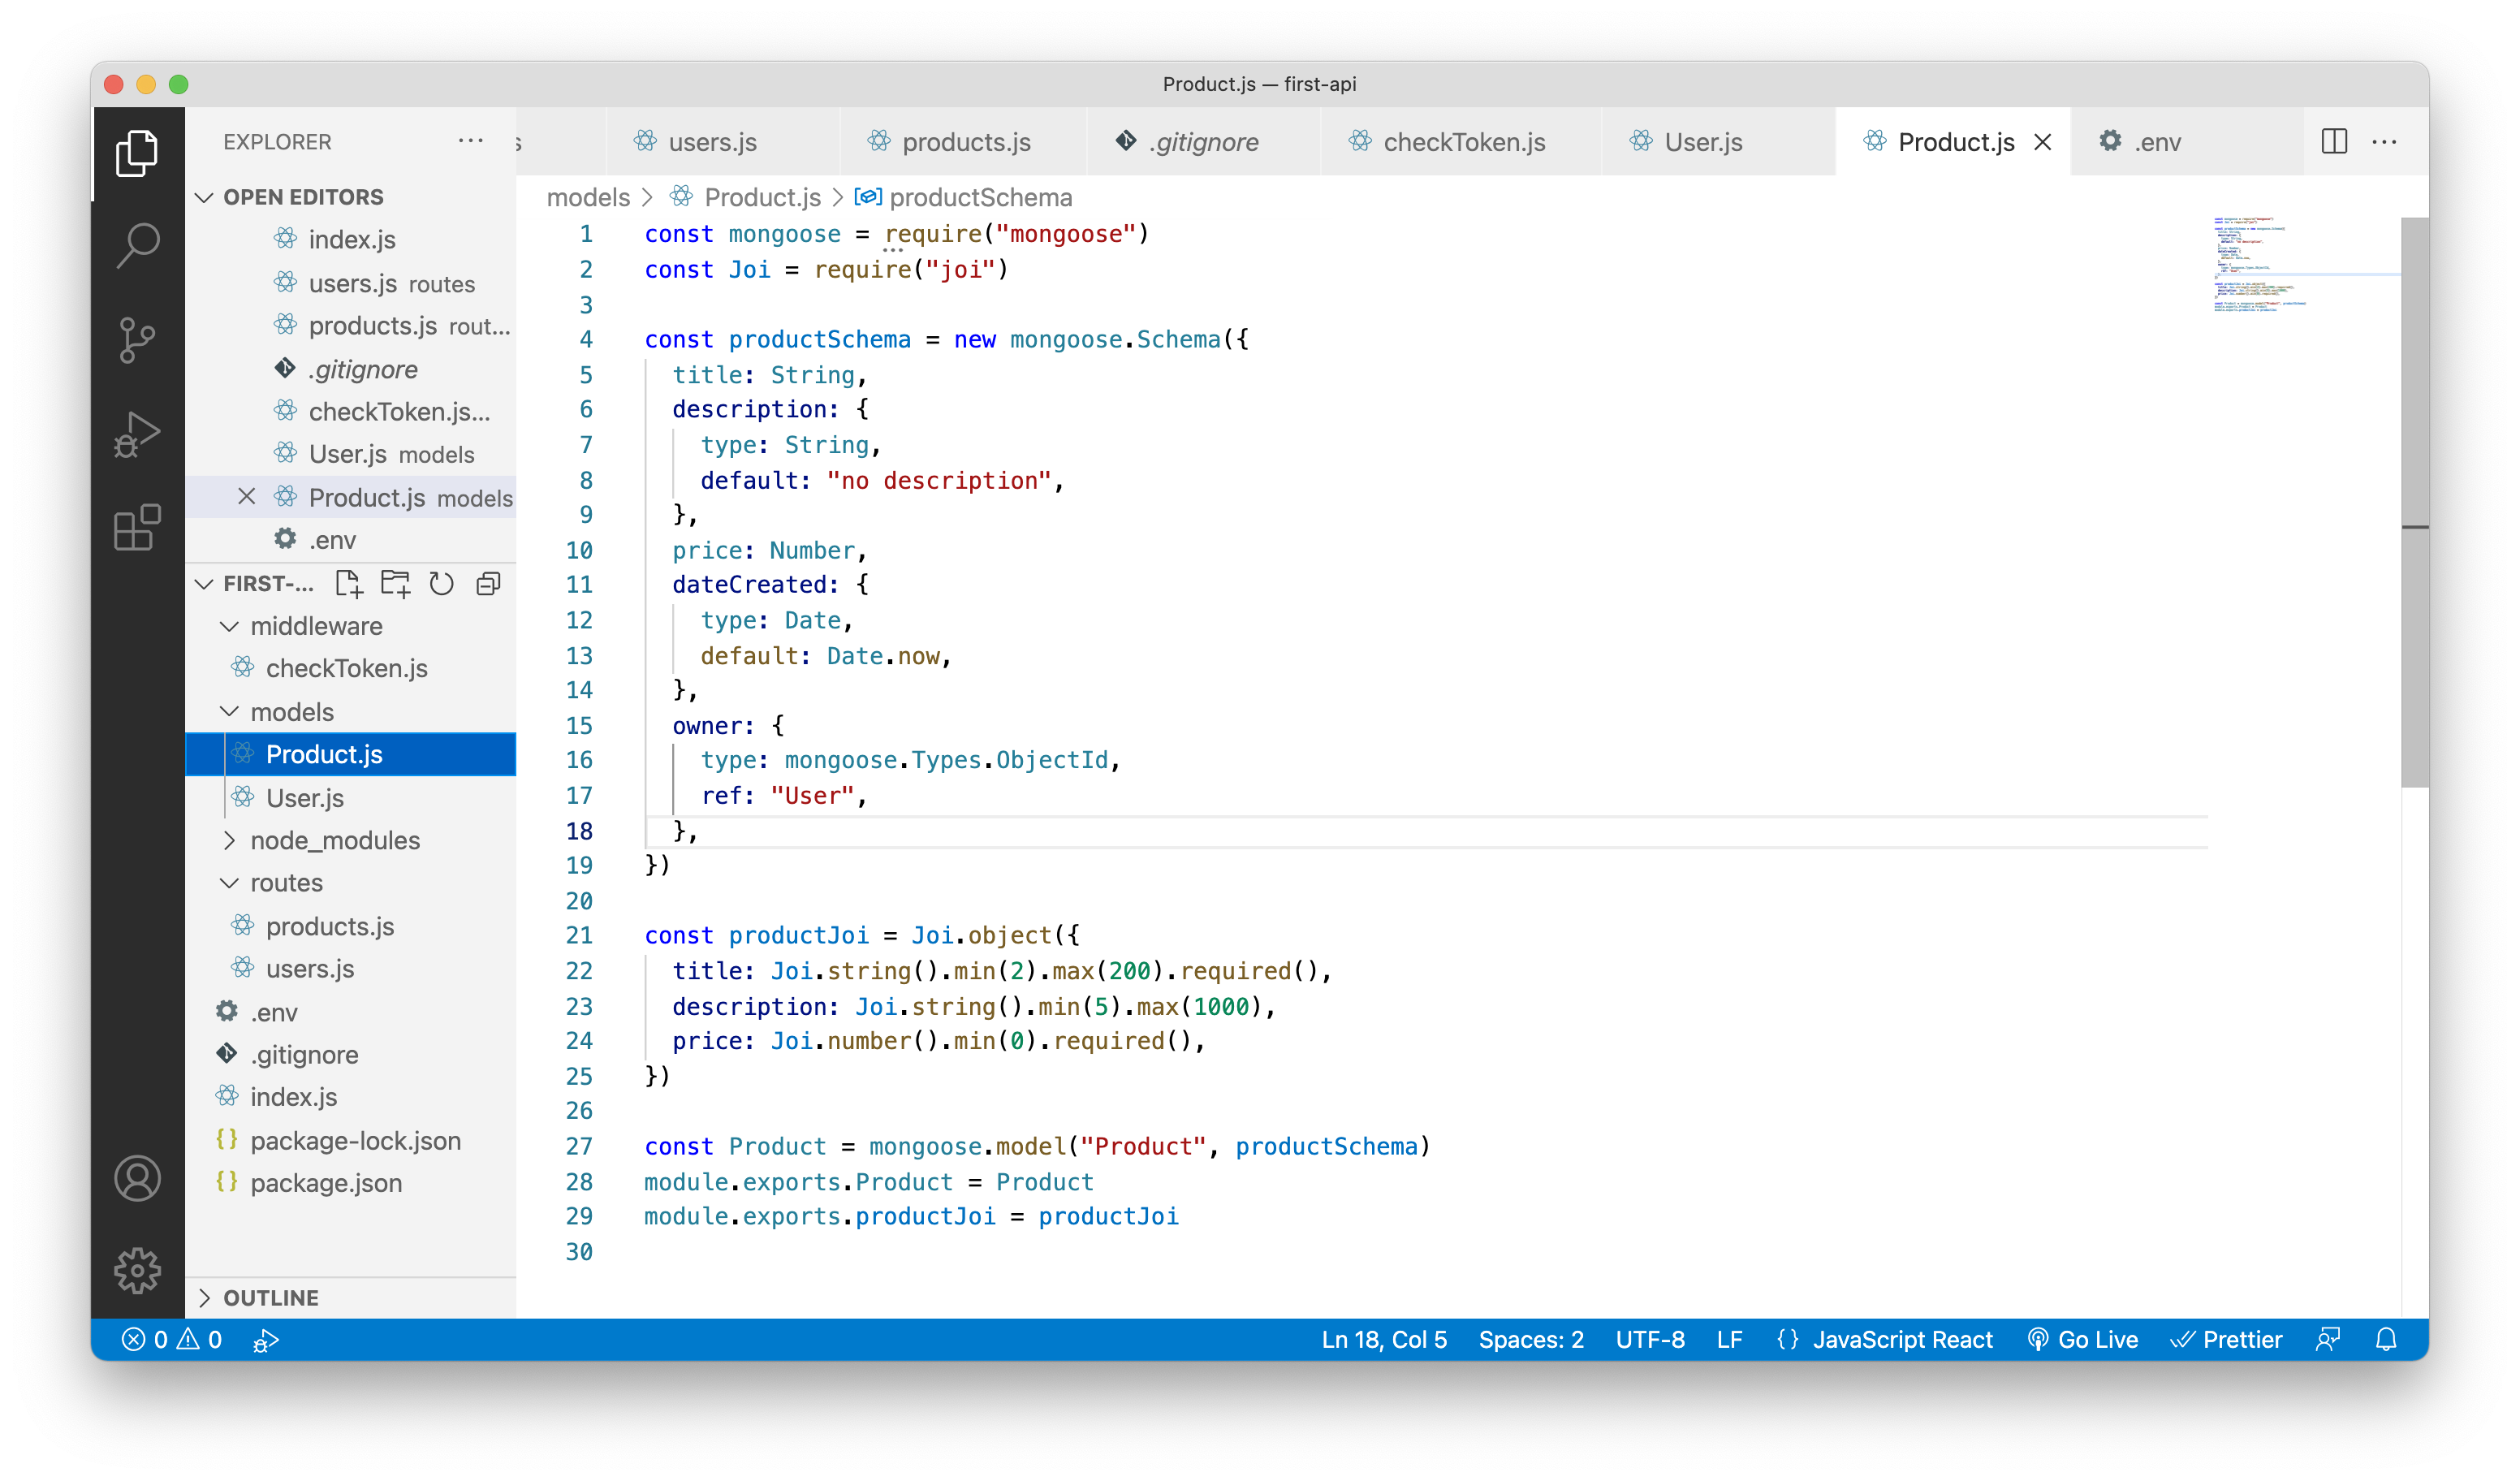 Product.js — first-api
EXPLORER
s
users.js
products.js
.gitignore
checkToken.js
User.js
Product.js
.env
OPEN EDITORS
index.js
users.js routes
products.js rout...
.gitignore
checkToken.js...
User.js models
Product.js models
.env
FIRST-...
middleware
checkToken.js
models
Product.js
User.js
node_modules
routes
products.js
users.js
.env
.gitignore
index.js
package-lock.json
package.json
OUTLINE
models > Product.js > productSchema
1 const mongoose = require("mongoose")
2 const Joi = require("joi")
3
4 const productSchema = new mongoose.Schema({
5 title: String,
6 description: {
7 type: String,
8 default: "no description",
9 },
10 price: Number,
11 dateCreated: {
12 type: Date,
13 default: Date.now,
14 },
15 owner: {
16 type: mongoose.Types.ObjectId,
17 ref: "User",
18 },
19 })
20
21 const productJoi = Joi.object({
22 title: Joi.string().min(2).max(200).required(),
23 description: Joi.string().min(5).max(1000),
24 price: Joi.number().min(0).required(),
25 })
26
27 const Product = mongoose.model("Product", productSchema)
28 module.exports.Product = Product
29 module.exports.productJoi = productJoi
30
0 0
Ln 18, Col 5 Spaces: 2 UTF-8 LF {} JavaScript React Go Live Prettier